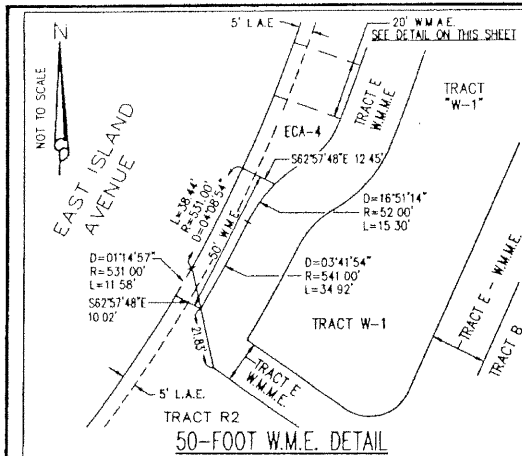 5' L.A.E
20' W.M.A.E.
SEE DETAIL ON THIS SHEET
N
NOT TO SCALE
TRACT E
W.M.M.E.
TRACT
"W-1"
ECA-4
EAST ISLAND
AVENUE
S62°57'48"E 12.45'
L=38.44'
R=531.00'
D=04°08'54"
50' W.M.E.
D=16°51'14"
R=52.00'
L=15.30'
D=01°14'57"
R=531.00'
L=11.58'
S62°57'48"E
10.02'
D=03°41'54"
R=541.00'
L=34.92'
21.83'
TRACT W-1
TRACT E
W.M.M.E.
TRACT E - W.M.M.E.
TRACT B
5' L.A.E.
TRACT R2
50-FOOT W.M.E. DETAIL